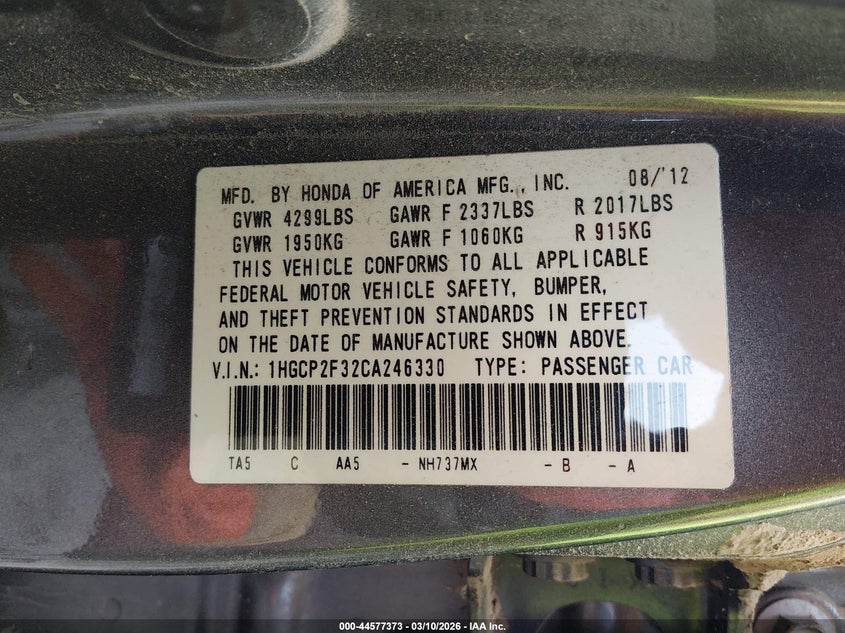 MFD. BY HONDA OF AMERICA MFG., INC. 08/'12
GVWR 4299LBS GAWR F 2337LBS R 2017LBS
GVWR 1950KG GAWR F 1060KG R 915KG
THIS VEHICLE CONFORMS TO ALL APPLICABLE
FEDERAL MOTOR VEHICLE SAFETY, BUMPER,
AND THEFT PREVENTION STANDARDS IN EFFECT
ON THE DATE OF MANUFACTURE SHOWN ABOVE.
V.I.N.: 1HGCP2F32CA246330 TYPE: PASSENGER CAR
TA5 C AA5 - NH737MX - B - A
000-44577373 — 03/10/2026 — IAA Inc.